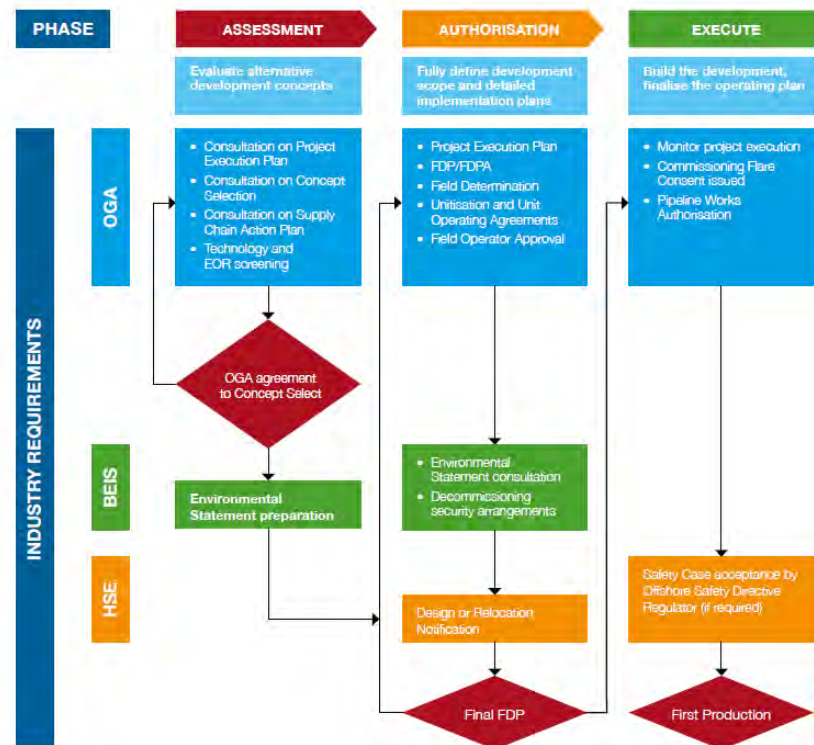 PHASE
ASSESSMENT
AUTHORISATION
EXECUTE
Evaluate alternative
development concepts
Fully define development
scope and detailed
implementation plans
Build the development,
finalise the operating plan
INDUSTRY REQUIREMENTS
OGA
• Consultation on Project
Execution Plan
• Consultation on Concept
Selection
• Consultation on Supply
Chain Action Plan
• Technology and
EOR screening
• Project Execution Plan
• FDP/FDPA
• Field Determination
• Unitisation and Unit
Operating Agreements
• Field Operator Approval
• Monitor project execution
• Commissioning Flare
Consent issued
• Pipeline Works
Authorisation
OGA agreement
to Concept Select
BEIS
Environmental
Statement preparation
• Environmental
Statement consultation
• Decommissioning
security arrangements
HSE
Design or Relocation
Notification
Safety Case acceptance by
Offshore Safety Directive
Regulator (if required)
Final FDP
First Production